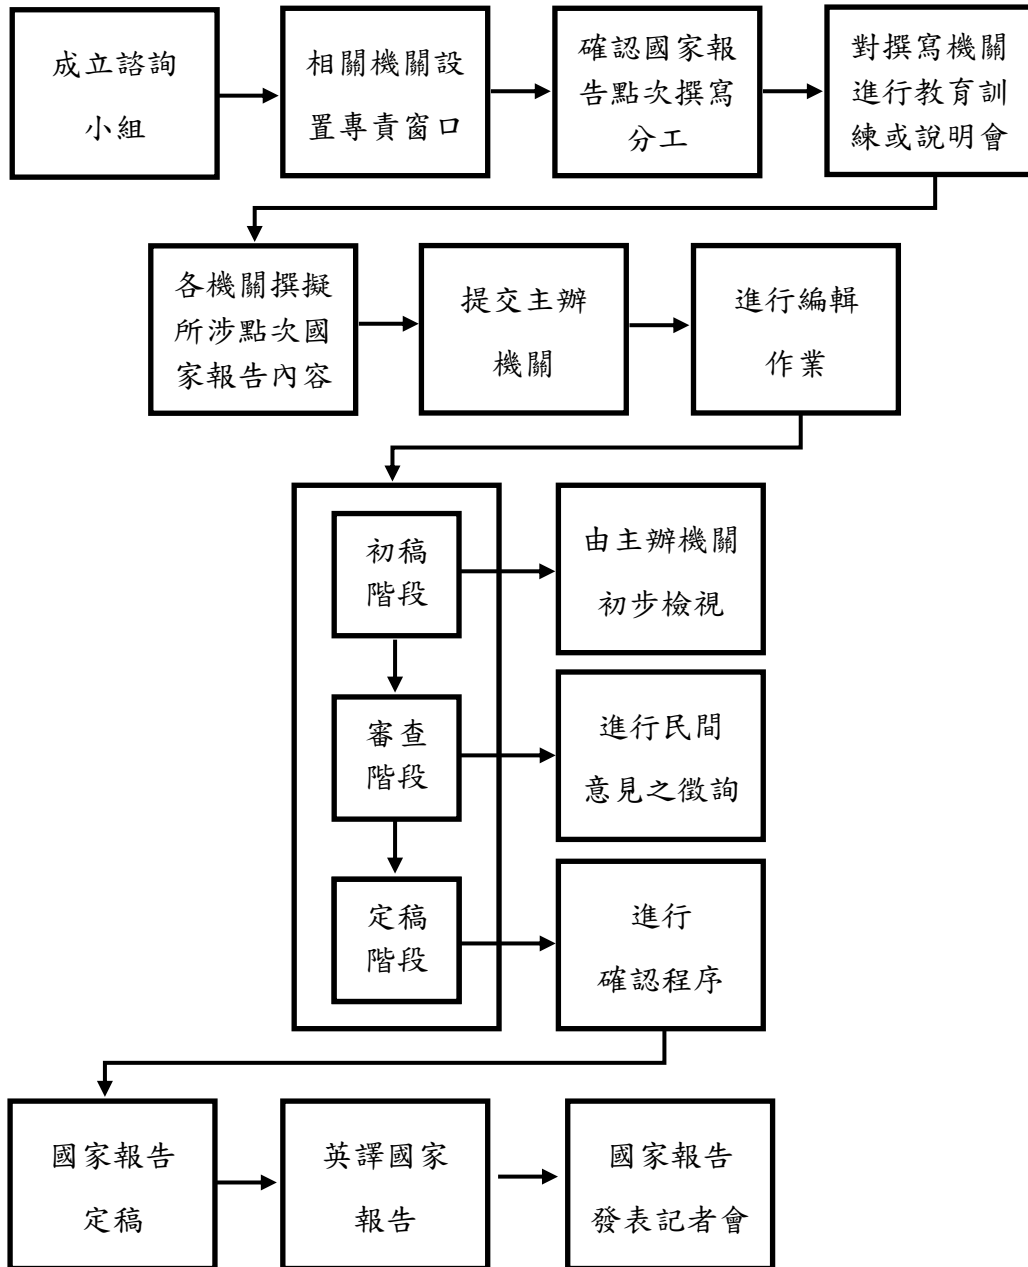 成立諮詢
小組
相關機關設
置專責窗口
確認國家報
告點次撰寫
分工
對撰寫機關
進行教育訓
練或說明會
各機關撰擬
所涉點次國
家報告內容
提交主辦
機關
進行編輯
作業
初稿
階段
由主辦機關
初步檢視
審查
階段
進行民間
意見之徵詢
定稿
階段
進行
確認程序
國家報告
定稿
英譯國家
報告
國家報告
發表記者會